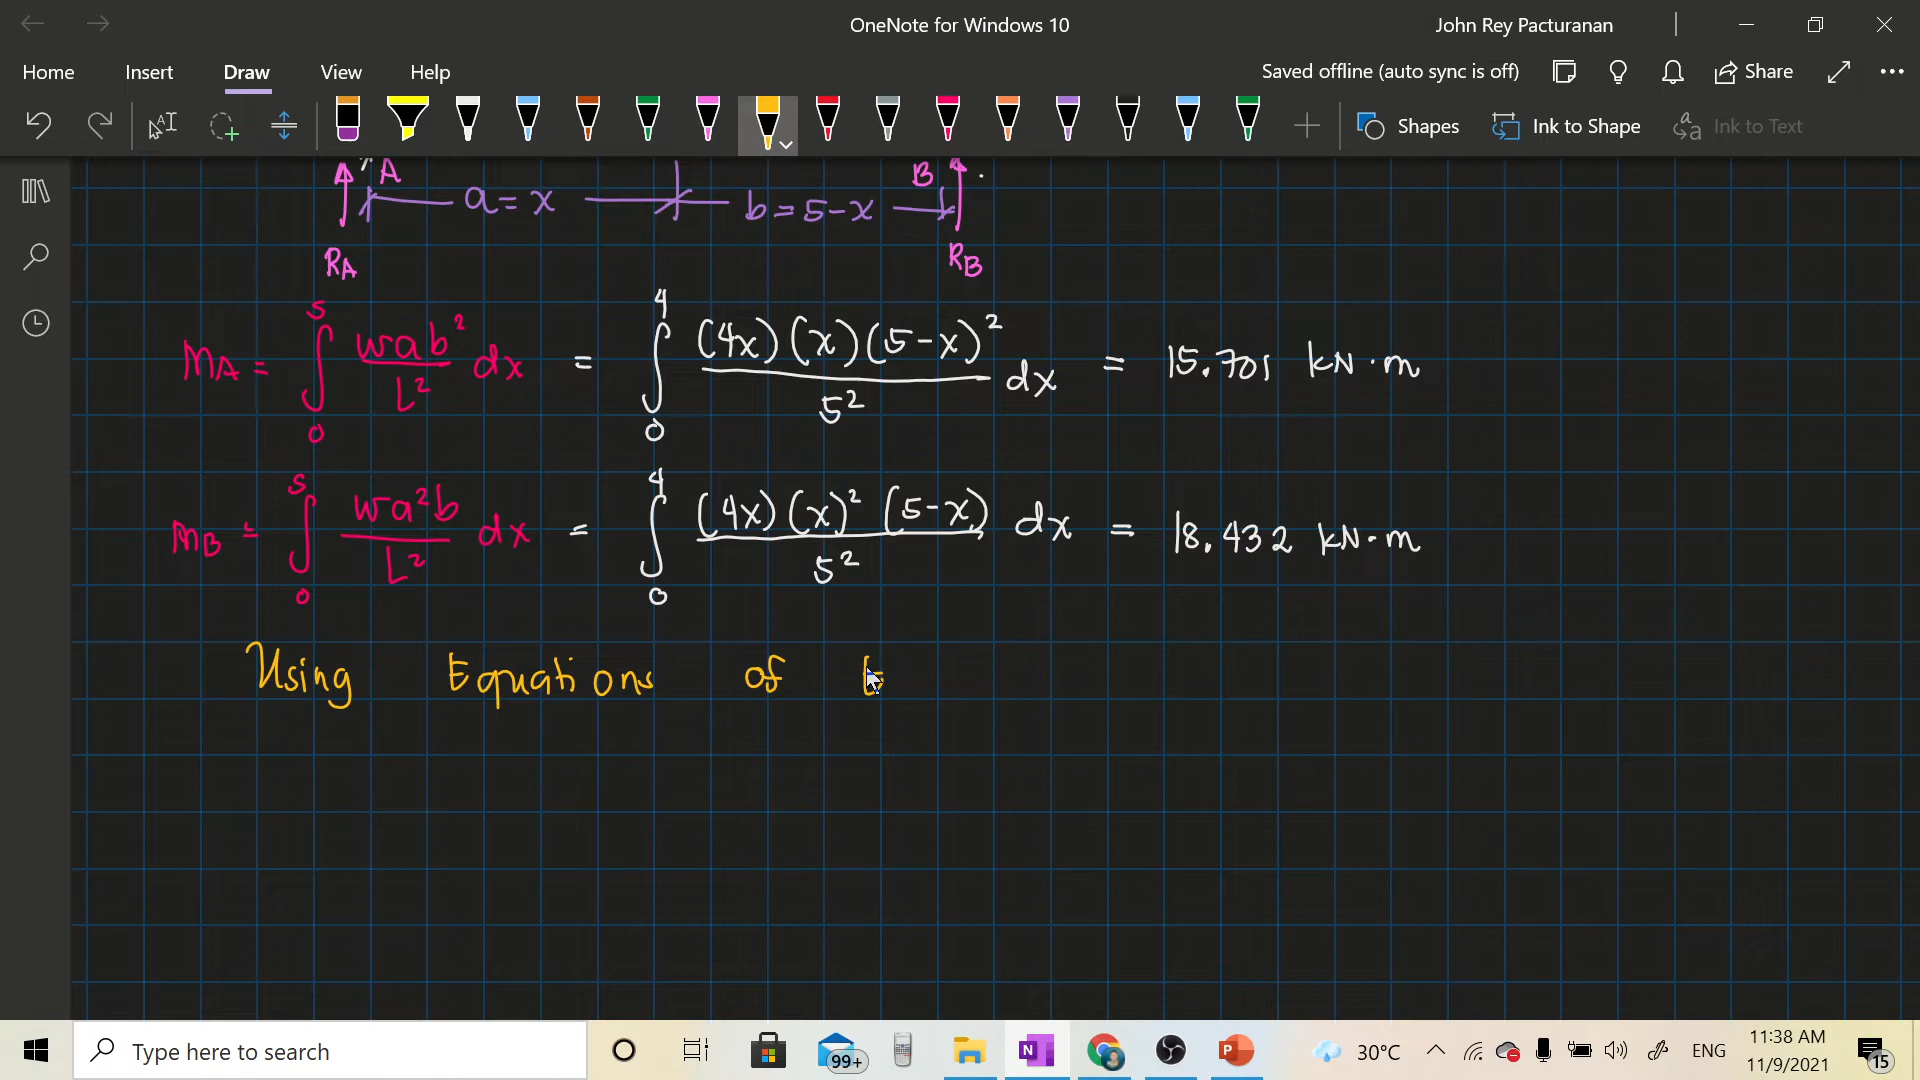 OneNote for Windows 10
John Rey Pacturanan
Home Insert Draw View Help
Saved offline (auto sync is off)
Share
Shapes
Ink to Shape
Ink to Text
A
a = x
b = 5-x
B
RA
RB
MA = ∫₀⁵ wab²/L² dx = ∫₀⁴ (4x)(x)(5-x)²/5² dx = 15.701 kN·m
MB = ∫₀⁵ wa²b/L² dx = ∫₀⁴ (4x)(x)²(5-x)/5² dx = 18.432 kN·m
Using Equations of
Type here to search
99+
30°C
ENG
11:38 AM
11/9/2021
15